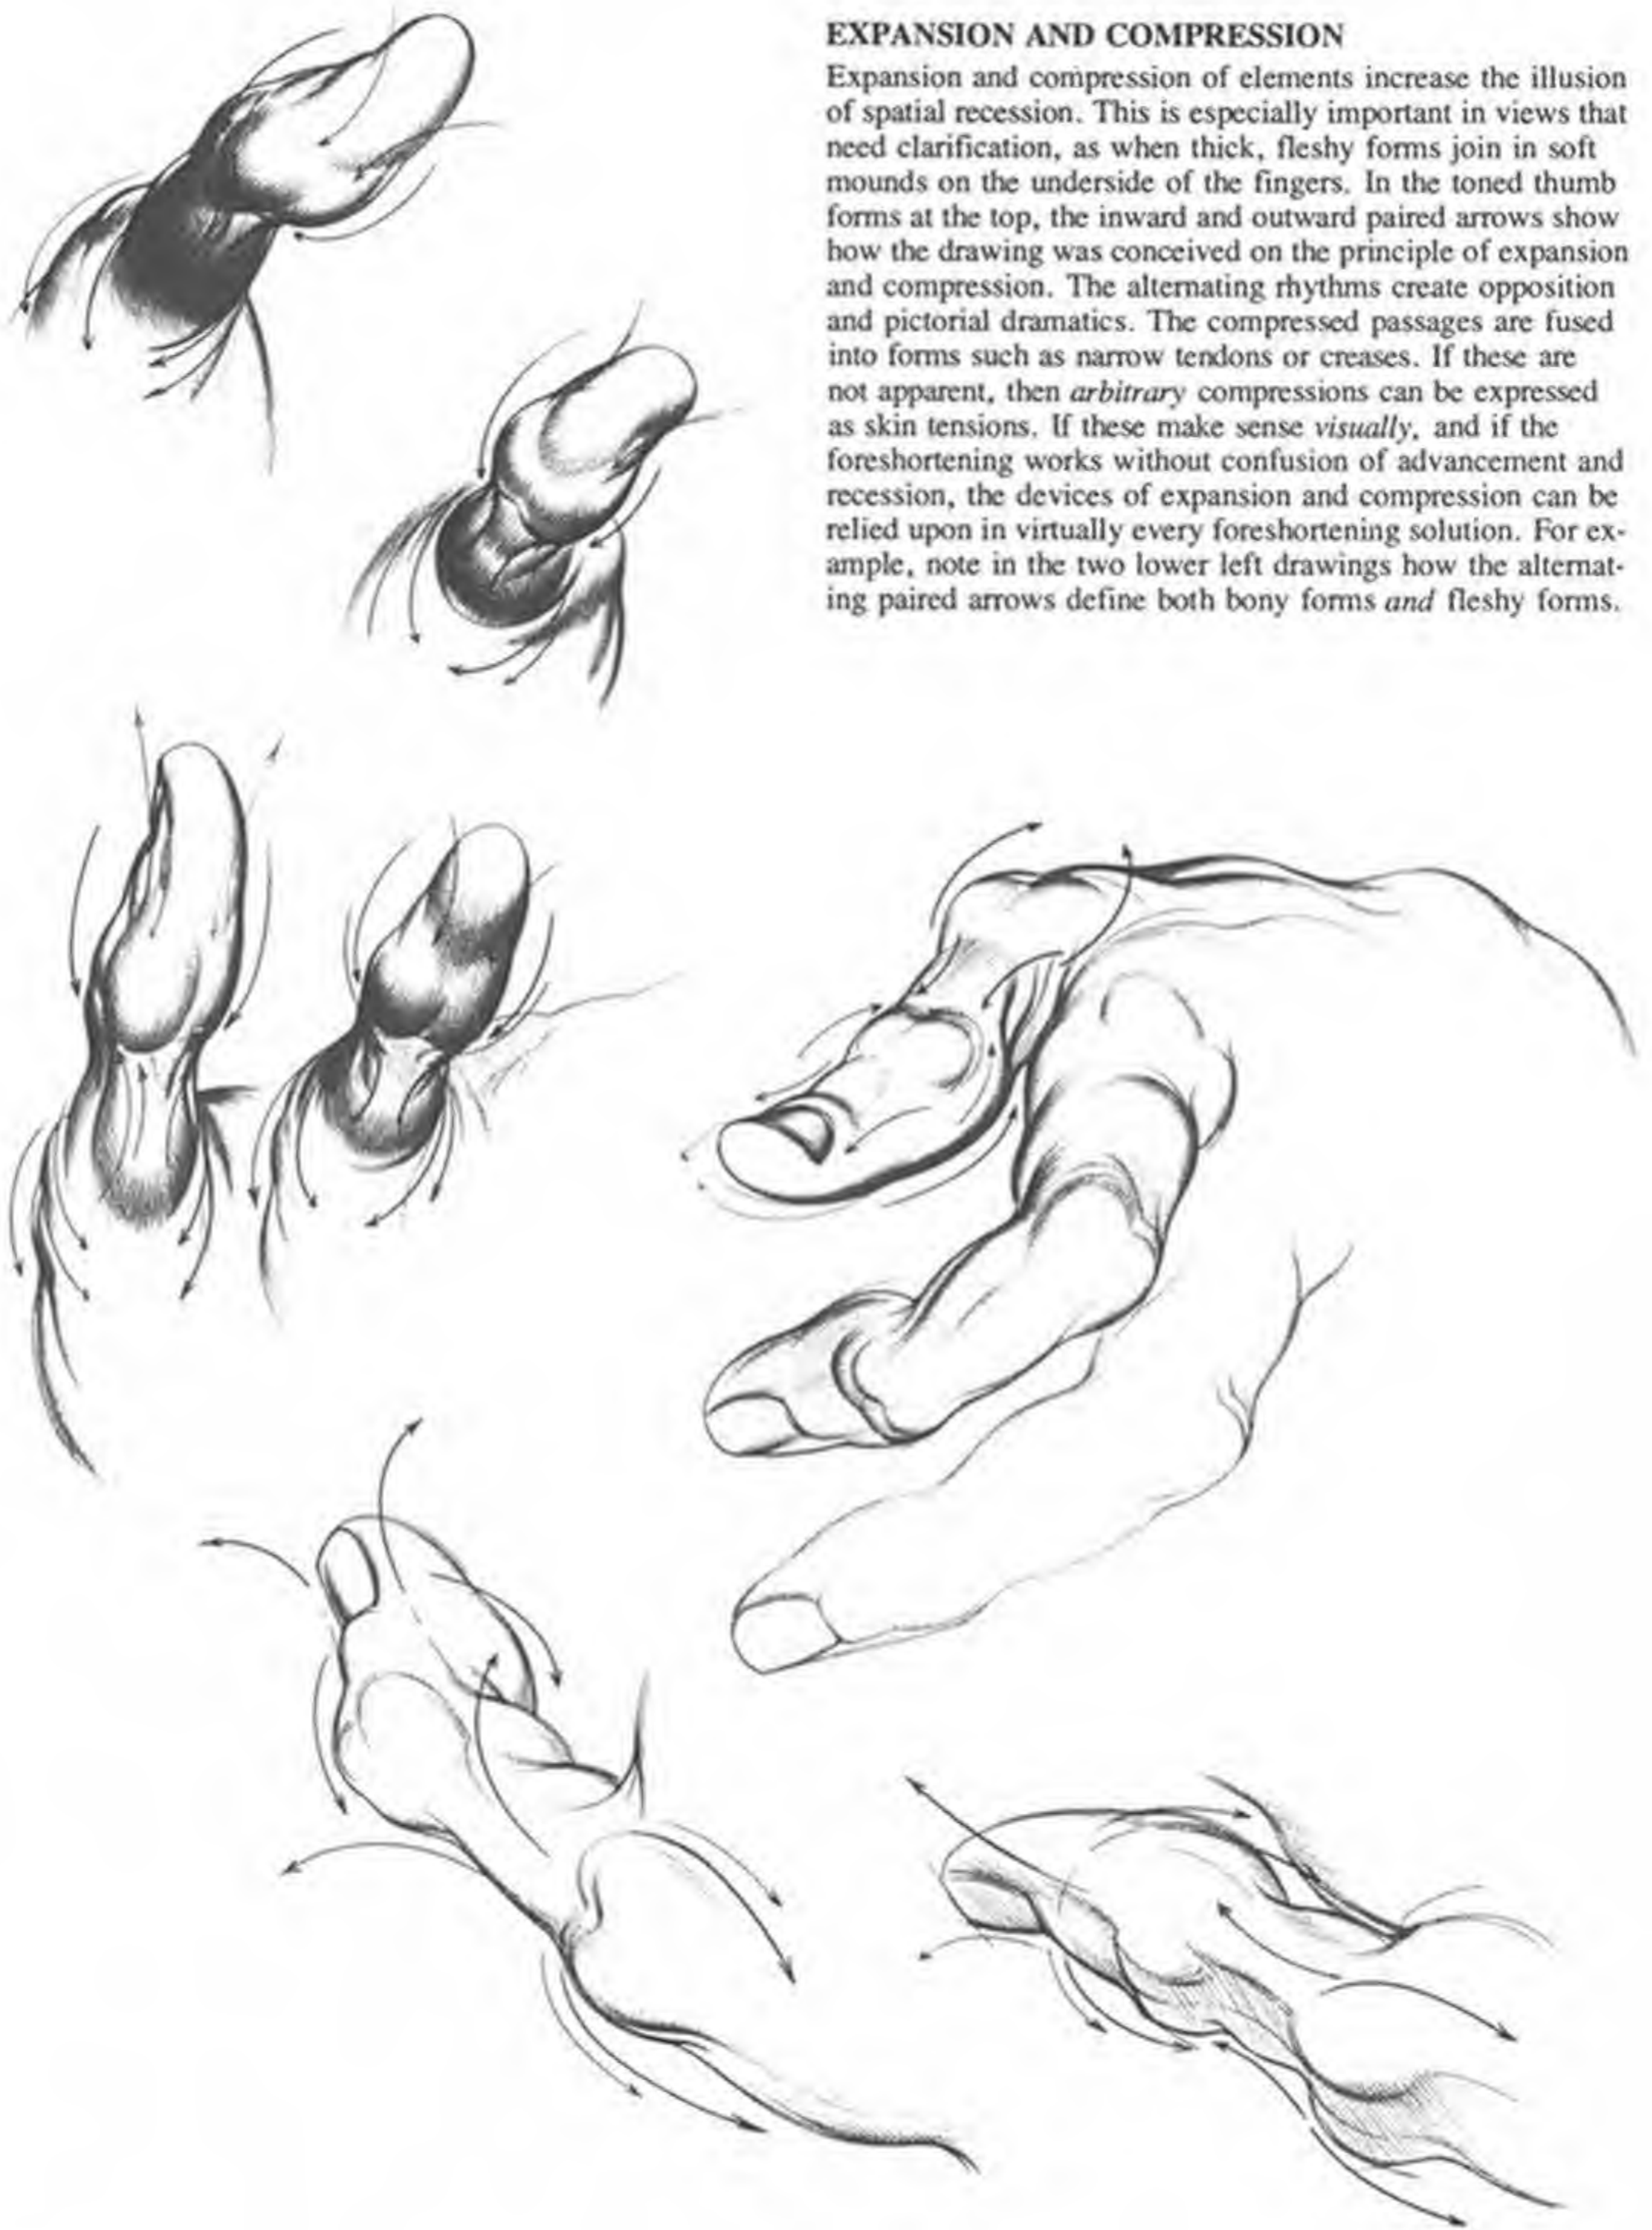 EXPANSION AND COMPRESSION
Expansion and compression of elements increase the illusion
of spatial recession. This is especially important in views that
need clarification, as when thick, fleshy forms join in soft
mounds on the underside of the fingers. In the toned thumb
forms at the top, the inward and outward paired arrows show
how the drawing was conceived on the principle of expansion
and compression. The alternating rhythms create opposition
and pictorial dramatics. The compressed passages are fused
into forms such as narrow tendons or creases. If these are
not apparent, then arbitrary compressions can be expressed
as skin tensions. If these make sense visually, and if the
foreshortening works without confusion of advancement and
recession, the devices of expansion and compression can be
relied upon in virtually every foreshortening solution. For ex-
ample, note in the two lower left drawings how the alternat-
ing paired arrows define both bony forms and fleshy forms.